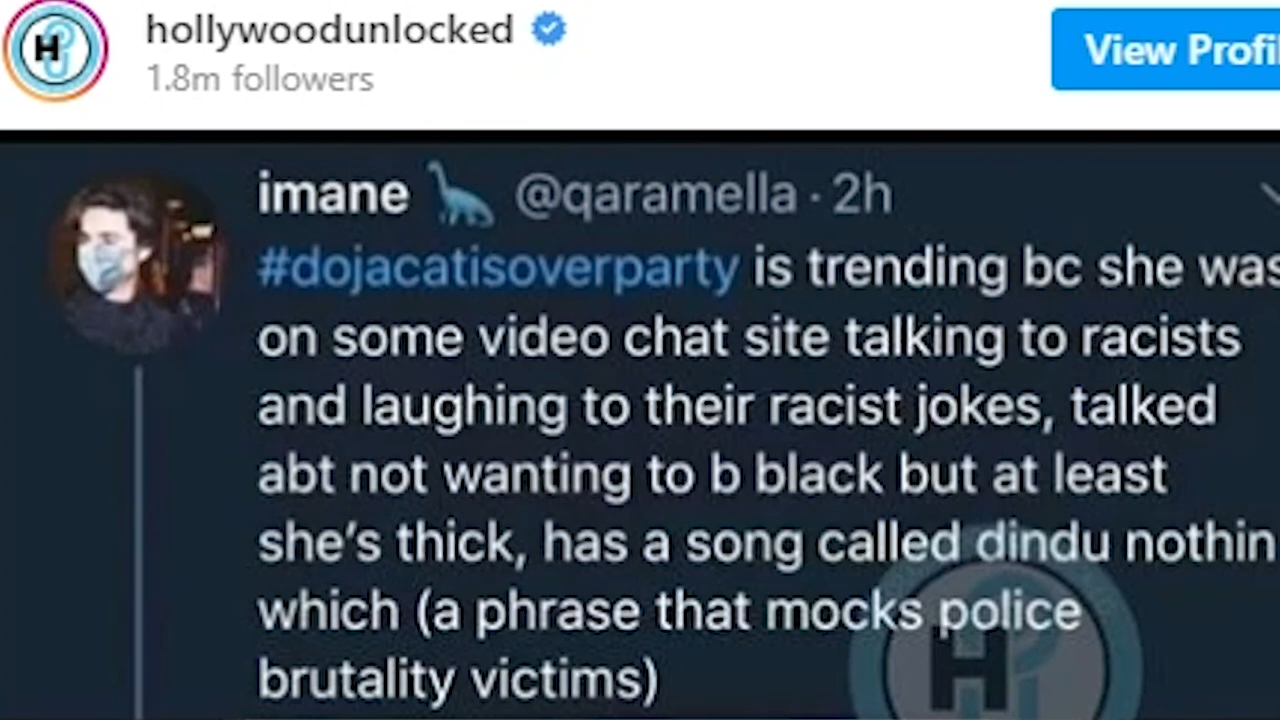 hollywoodunlocked
1.8m followers
View Profil
imane @qaramella · 2h
#dojacatisoverparty is trending bc she was
on some video chat site talking to racists
and laughing to their racist jokes, talked
abt not wanting to b black but at least
she's thick, has a song called dindu nothin
which (a phrase that mocks police
brutality victims)